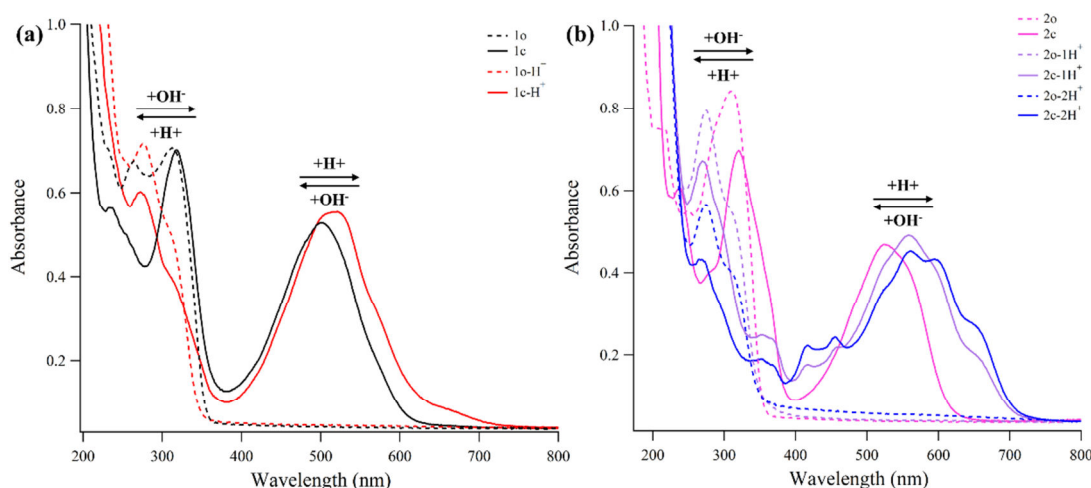 (a)
1.0
0.8
0.6
0.4
0.2
200 300 400 500 600 700 800
Absorbance
Wavelength (nm)
1o
1c
1o-H⁻
1c-H⁺
+OH⁻
+H+
+H+
+OH⁻
(b)
1.0
0.8
0.6
0.4
0.2
200 300 400 500 600 700 800
Absorbance
Wavelength (nm)
2o
2c
2o-1H⁺
2c-1H⁺
2o-2H⁺
2c-2H⁺
+OH⁻
+H+
+H+
+OH⁻